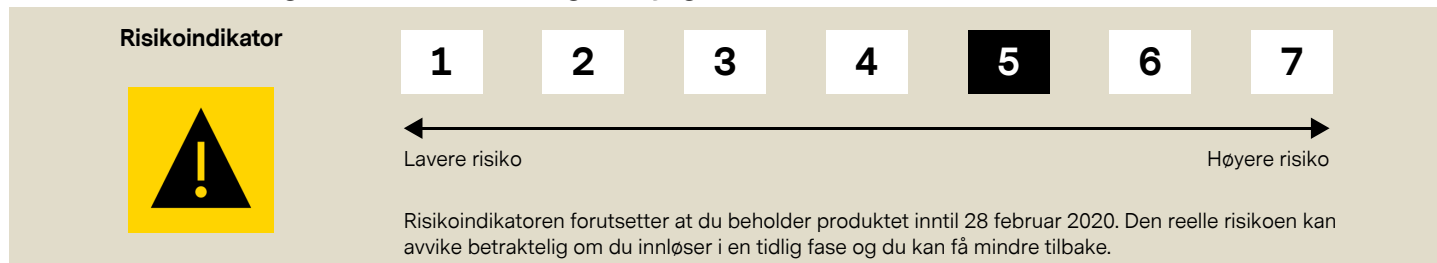 Risikoindikator
1 2 3 4 5 6 7
Lavere risiko Høyere risiko
Risikoindikatoren forutsetter at du beholder produktet inntil 28 februar 2020. Den reelle risikoen kan
avvike betraktelig om du innløser i en tidlig fase og du kan få mindre tilbake.